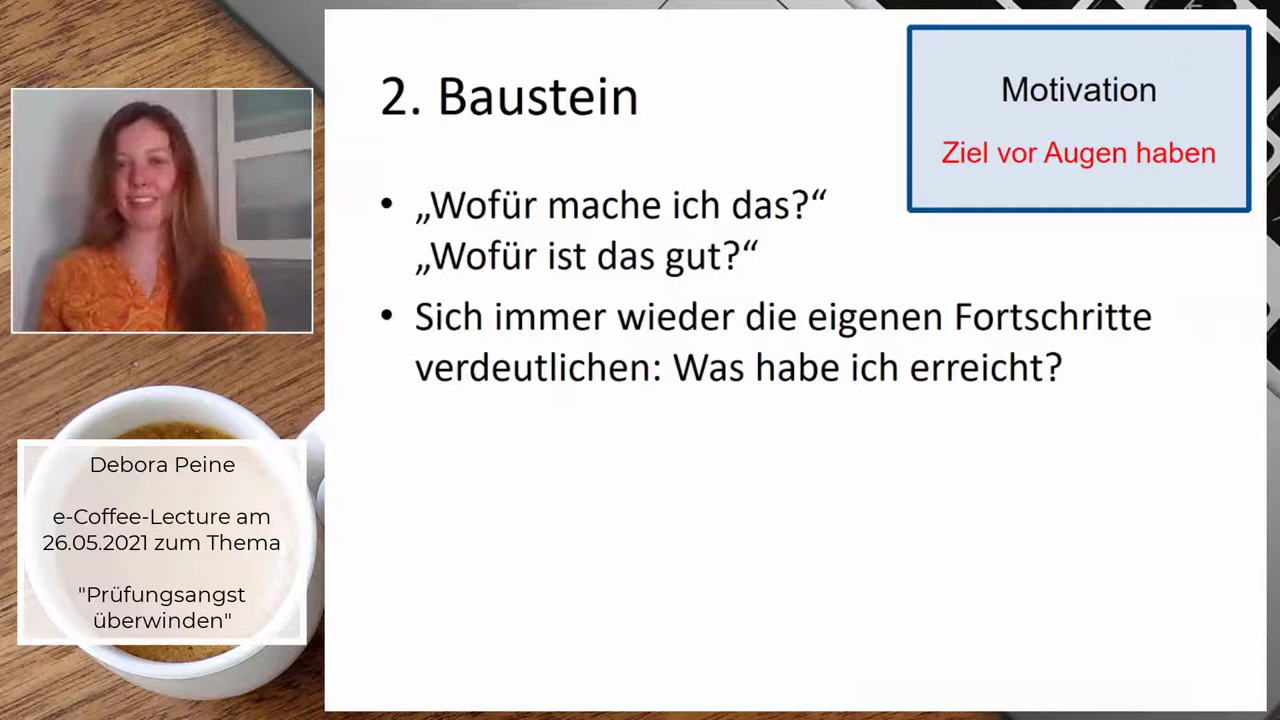 2. Baustein
Motivation
Ziel vor Augen haben
• „Wofür mache ich das?“
„Wofür ist das gut?“
• Sich immer wieder die eigenen Fortschritte
verdeutlichen: Was habe ich erreicht?
Debora Peine
e-Coffee-Lecture am
26.05.2021 zum Thema
"Prüfungsangst
überwinden"